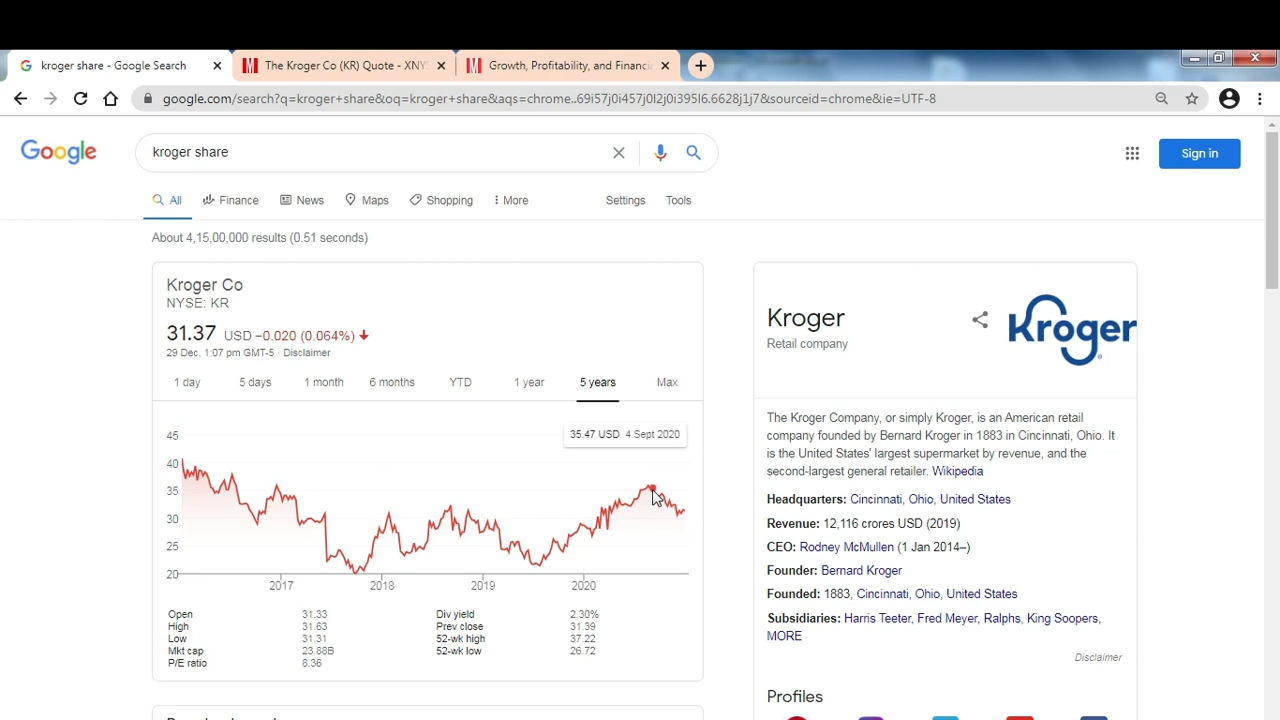 kroger share - Google Search
The Kroger Co (KR) Quote - XNYS
Growth, Profitability, and Financi
google.com/search?q=kroger+share&oq=kroger+share&aqs=chrome..69i57j0i457j0l2j0i395l6.6628j1j7&sourceid=chrome&ie=UTF-8
Google
kroger share
Sign in
All
Finance
News
Maps
Shopping
More
Settings
Tools
About 4,15,00,000 results (0.51 seconds)
Kroger Co
NYSE: KR
31.37 USD −0.020 (0.064%)
29 Dec, 1:07 pm GMT-5 · Disclaimer
1 day
5 days
1 month
6 months
YTD
1 year
5 years
Max
35.47 USD 4 Sept 2020
45
40
35
30
25
20
2017
2018
2019
2020
Open 31.33
High 31.63
Low 31.31
Mkt cap 23.88B
P/E ratio 8.36
Div yield 2.30%
Prev close 31.39
52-wk high 37.22
52-wk low 26.72
Kroger
Retail company
Kroger
The Kroger Company, or simply Kroger, is an American retail
company founded by Bernard Kroger in 1883 in Cincinnati, Ohio. It
is the United States' largest supermarket by revenue, and the
second-largest general retailer. Wikipedia
Headquarters: Cincinnati, Ohio, United States
Revenue: 12,116 crores USD (2019)
CEO: Rodney McMullen (1 Jan 2014–)
Founder: Bernard Kroger
Founded: 1883, Cincinnati, Ohio, United States
Subsidiaries: Harris Teeter, Fred Meyer, Ralphs, King Soopers,
MORE
Disclaimer
Profiles